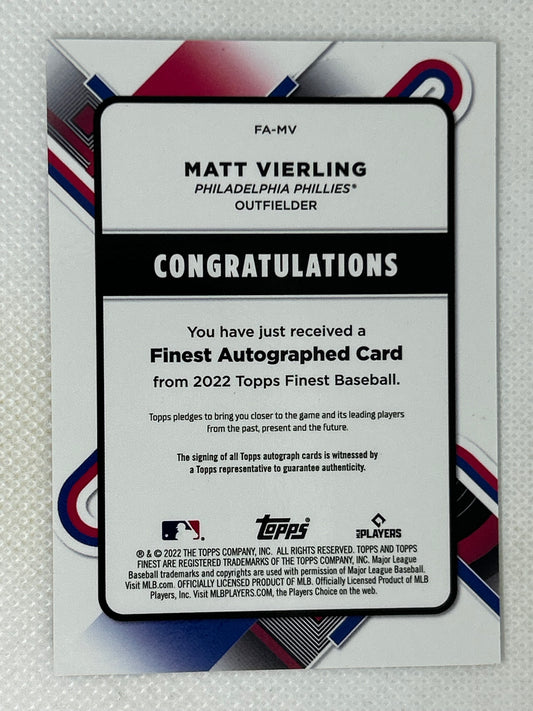 FA-MV
MATT VIERLING
PHILADELPHIA PHILLIES®
OUTFIELDER
CONGRATULATIONS
You have just received a
Finest Autographed Card
from 2022 Topps Finest Baseball.
Topps pledges to bring you closer to the game and its leading players
from the past, present and the future.
The signing of all Topps autograph cards is witnessed by
a Topps representative to guarantee authenticity.
topps
MLB PLAYERS
® & © 2022 THE TOPPS COMPANY, INC. ALL RIGHTS RESERVED. TOPPS AND TOPPS
FINEST ARE REGISTERED TRADEMARKS OF THE TOPPS COMPANY, INC. Major League
Baseball trademarks and copyrights are used with permission of Major League Baseball.
Visit MLB.com. OFFICIALLY LICENSED PRODUCT OF MLB. Officially Licensed Product of MLB
Players, Inc. Visit MLBPLAYERS.COM, the Players Choice on the web.